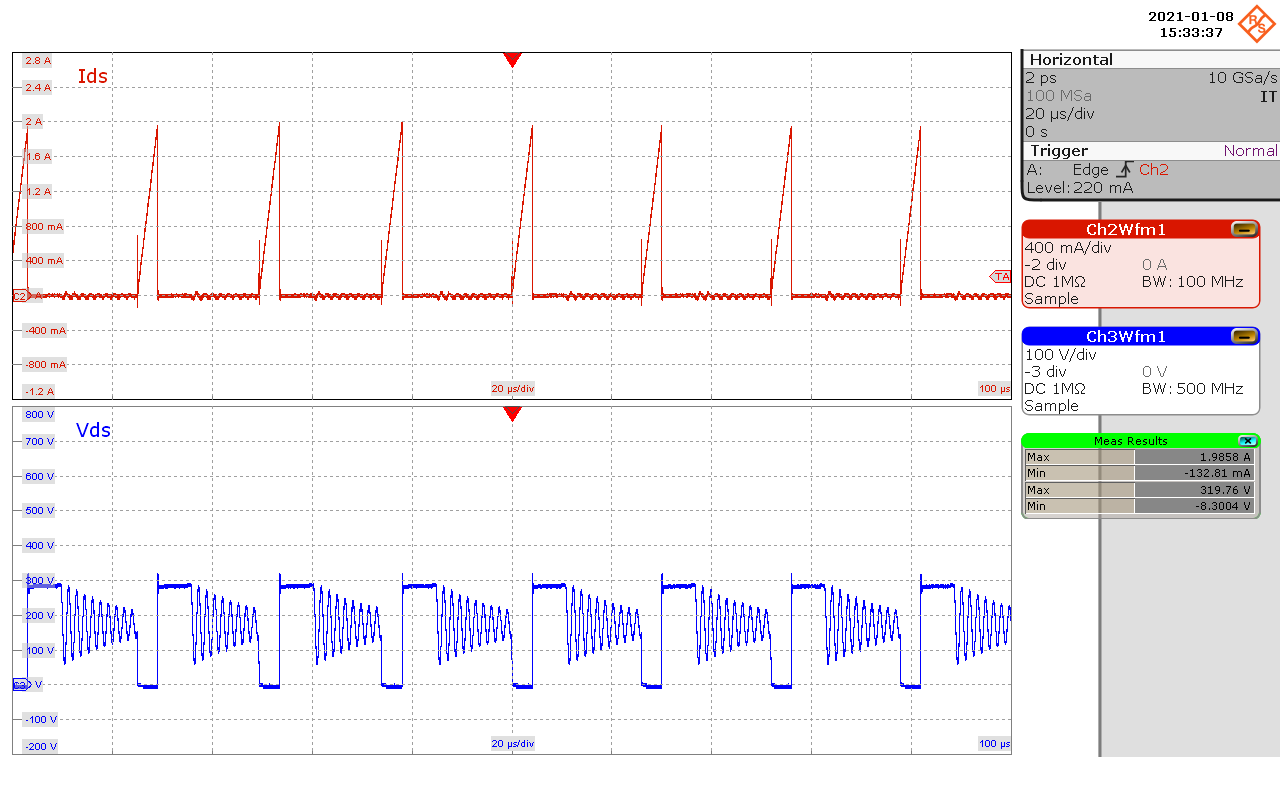 2021-01-08
15:33:37
R
S
Horizontal
2 ps 10 GSa/s
100 MSa IT
20 µs/div
0 s
Trigger Normal
A: Edge Ch2
Level: 220 mA
Ch2Wfm1
400 mA/div
-2 div 0 A
DC 1MΩ BW: 100 MHz
Sample
Ch3Wfm1
100 V/div
-3 div 0 V
DC 1MΩ BW: 500 MHz
Sample
Meas Results
Max 1.9858 A
Min -132.81 mA
Max 319.76 V
Min -8.3004 V
2.8 A
Ids
2.4 A
2 A
1.6 A
1.2 A
800 mA
400 mA
C2 A
TA
-400 mA
-800 mA
-1.2 A
20 µs/div 100 µs
800 V
Vds
700 V
600 V
500 V
400 V
300 V
200 V
100 V
V
-100 V
-200 V
20 µs/div 100 µs